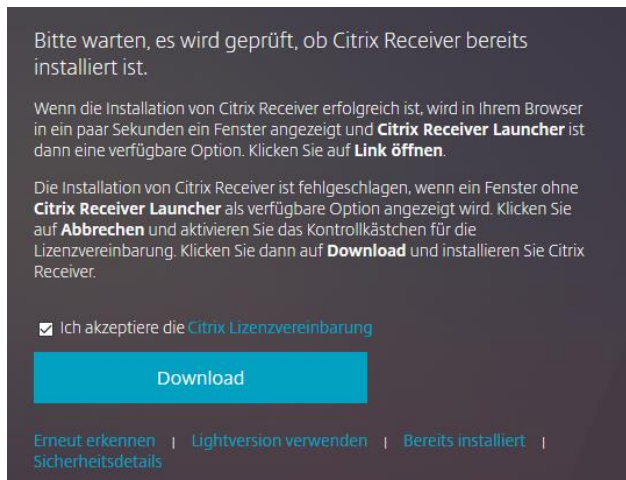 Bitte warten, es wird geprüft, ob Citrix Receiver bereits
installiert ist.
Wenn die Installation von Citrix Receiver erfolgreich ist, wird in Ihrem Browser
in ein paar Sekunden ein Fenster angezeigt und Citrix Receiver Launcher ist
dann eine verfügbare Option. Klicken Sie auf Link öffnen.
Die Installation von Citrix Receiver ist fehlgeschlagen, wenn ein Fenster ohne
Citrix Receiver Launcher als verfügbare Option angezeigt wird. Klicken Sie
auf Abbrechen und aktivieren Sie das Kontrollkästchen für die
Lizenzvereinbarung. Klicken Sie dann auf Download und installieren Sie Citrix
Receiver.
Ich akzeptiere die Citrix Lizenzvereinbarung
Download
Erneut erkennen | Lightversion verwenden | Bereits installiert |
Sicherheitsdetails